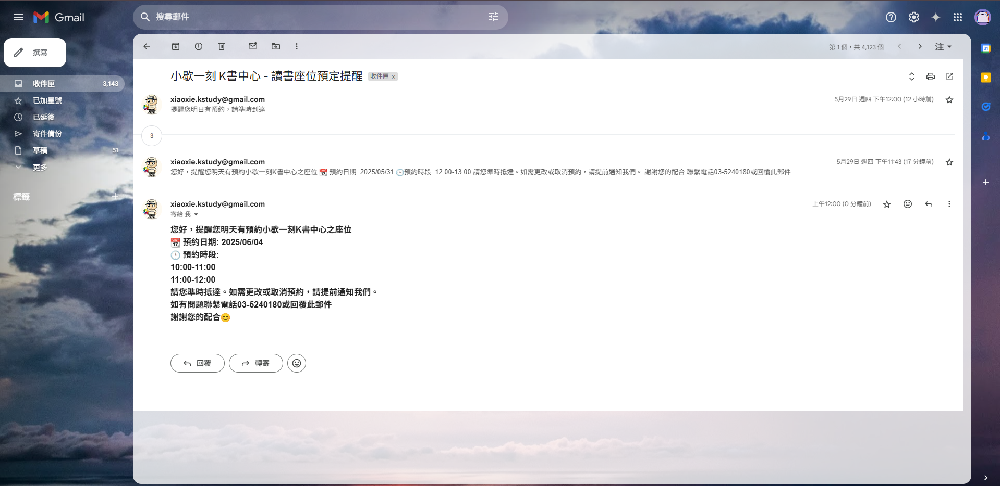 Gmail
搜尋郵件
撰寫
收件匣 3,143
已加星號
已延後
寄件備份
草稿 51
更多
標籤
第 1 個，共 4,123 個
注
小歇一刻 K書中心 - 讀書座位預定提醒 收件匣 ×
xiaoxie.kstudy@gmail.com 5月29日 週四 下午12:00 (12 小時前)
提醒您明日有預約，請準時到達
3
xiaoxie.kstudy@gmail.com 5月29日 週四 下午11:43 (17 分鐘前)
您好，提醒您明天有預約小歇一刻K書中心之座位 📆 預約日期: 2025/05/31 🕒預約時段: 12:00-13:00 請您準時抵達。如需更改或取消預約，請提前通知我們。 謝謝您的配合 聯繫電話03-5240180或回覆此郵件
xiaoxie.kstudy@gmail.com 上午12:00 (0 分鐘前)
寄給 我
您好，提醒您明天有預約小歇一刻K書中心之座位
📆 預約日期: 2025/06/04
🕒 預約時段:
10:00-11:00
11:00-12:00
請您準時抵達。如需更改或取消預約，請提前通知我們。
如有問題聯繫電話03-5240180或回覆此郵件
謝謝您的配合😊
回覆 轉寄
31